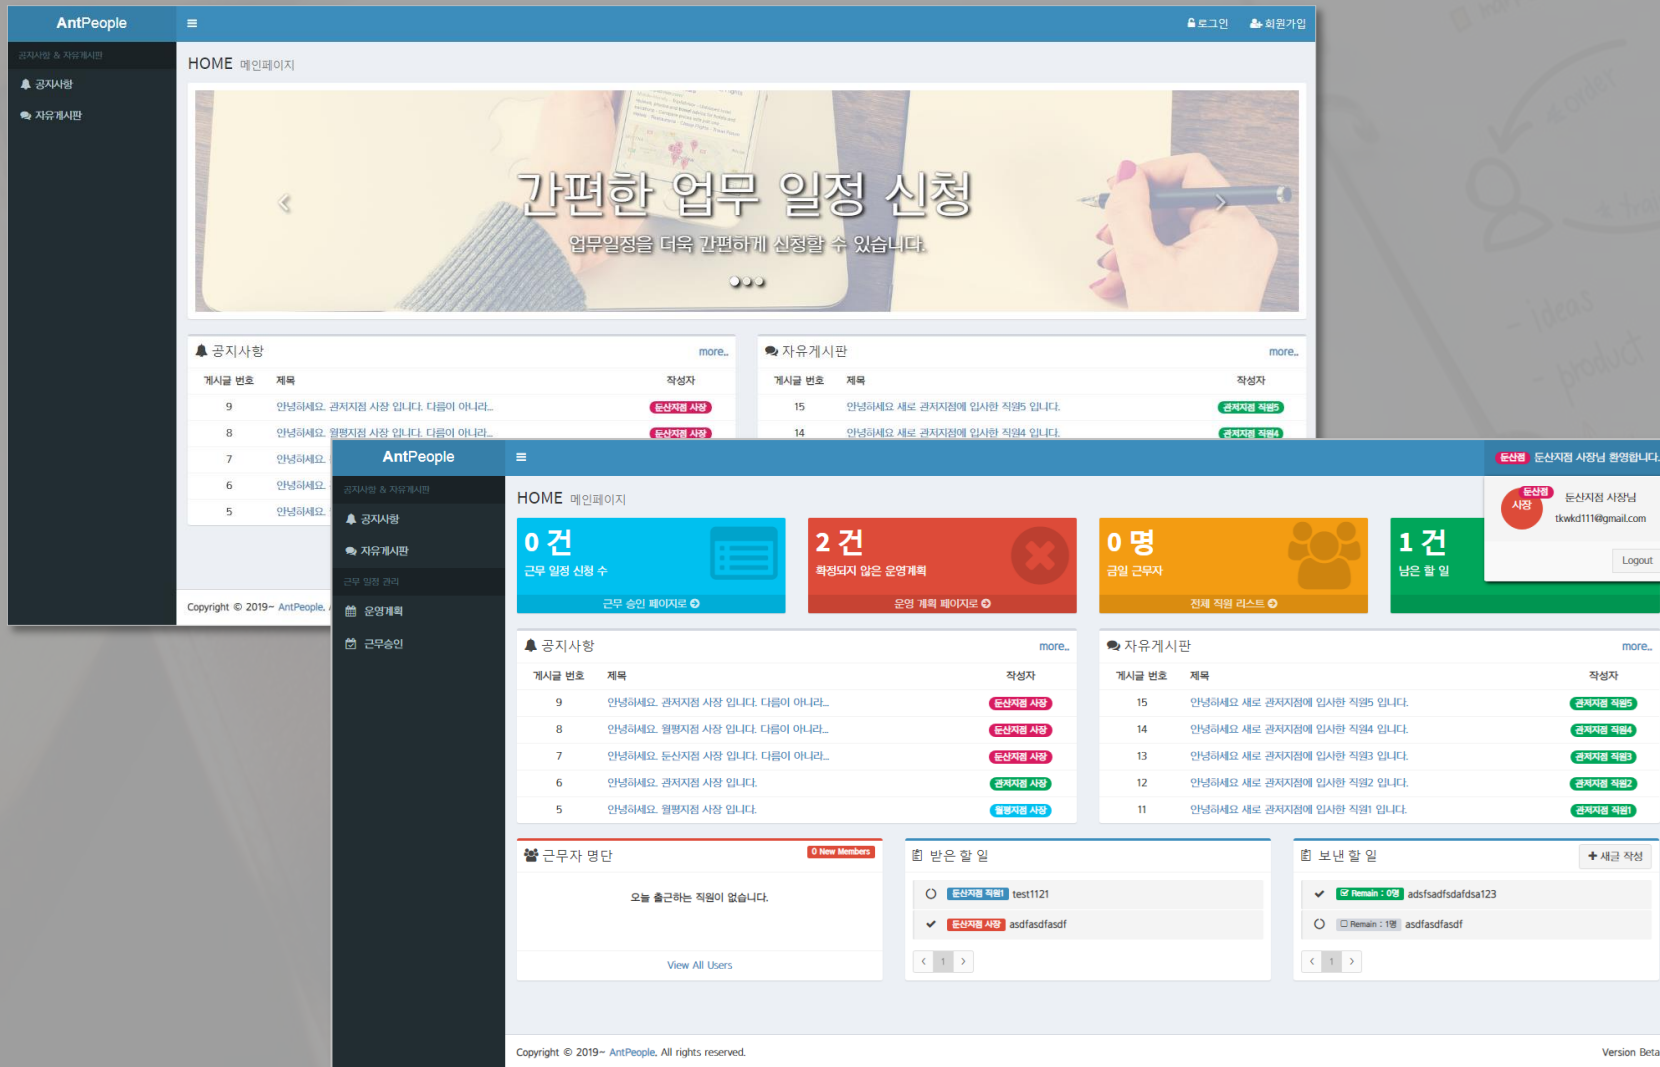 AntPeople
로그인 회원가입
공지사항 & 자유게시판
공지사항
자유게시판
HOME 메인페이지
간편한 업무 일정 신청
업무일정을 더욱 간편하게 신청할 수 있습니다.
공지사항 more..
게시글 번호 제목 작성자
9 안녕하세요. 관저지점 사장 입니다. 다름이 아니라... 둔산지점 사장
8 안녕하세요. 월평지점 사장 입니다. 다름이 아니라... 둔산지점 사장
7 안녕하세요.
6 안녕하세요.
5 안녕하세요.
자유게시판 more..
게시글 번호 제목 작성자
15 안녕하세요 새로 관저지점에 입사한 직원5 입니다. 관저지점 직원5
14 안녕하세요 새로 관저지점에 입사한 직원4 입니다. 관저지점 직원4
Copyright © 2019~ AntPeople.
AntPeople
둔산점 둔산지점 사장님 환영합니다.
공지사항 & 자유게시판
공지사항
자유게시판
근무 일정 관리
운영계획
근무승인
둔산점
사장
둔산지점 사장님
tkwkd111@gmail.com
Logout
HOME 메인페이지
0 건
근무 일정 신청 수
근무 승인 페이지로
2 건
확정되지 않은 운영계획
운영 계획 페이지로
0 명
금일 근무자
전체 직원 리스트
1 건
남은 할 일
공지사항 more..
게시글 번호 제목 작성자
9 안녕하세요. 관저지점 사장 입니다. 다름이 아니라... 둔산지점 사장
8 안녕하세요. 월평지점 사장 입니다. 다름이 아니라... 둔산지점 사장
7 안녕하세요. 둔산지점 사장 입니다. 다름이 아니라... 둔산지점 사장
6 안녕하세요. 관저지점 사장 입니다. 관저지점 사장
5 안녕하세요. 월평지점 사장 입니다. 월평지점 사장
자유게시판 more..
게시글 번호 제목 작성자
15 안녕하세요 새로 관저지점에 입사한 직원5 입니다. 관저지점 직원5
14 안녕하세요 새로 관저지점에 입사한 직원4 입니다. 관저지점 직원4
13 안녕하세요 새로 관저지점에 입사한 직원3 입니다. 관저지점 직원3
12 안녕하세요 새로 관저지점에 입사한 직원2 입니다. 관저지점 직원2
11 안녕하세요 새로 관저지점에 입사한 직원1 입니다. 관저지점 직원1
근무자 명단 0 New Members
오늘 출근하는 직원이 없습니다.
View All Users
받은 할 일
둔산지점 직원1 test1121
둔산지점 사장 asdfasdfasdf
< 1 >
보낸 할 일 새글 작성
Remain : 0명 adsfsadfsdafdsa123
Remain : 1명 asdfasdfasdf
< 1 >
Copyright © 2019~ AntPeople. All rights reserved.
Version Beta
order
- ideas
- product